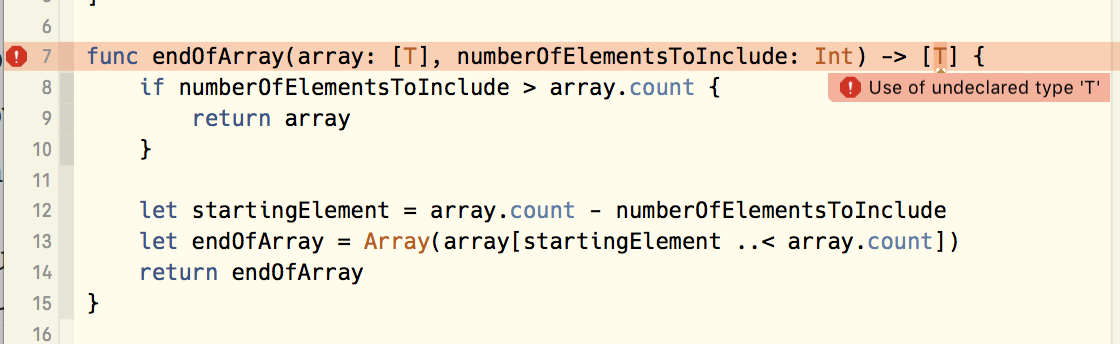 6
7 func endOfArray(array: [T], numberOfElementsToInclude: Int) -> [T] {
8 if numberOfElementsToInclude > array.count {
Use of undeclared type 'T'
9 return array
10 }
11
12 let startingElement = array.count - numberOfElementsToInclude
13 let endOfArray = Array(array[startingElement ..< array.count])
14 return endOfArray
15 }
16